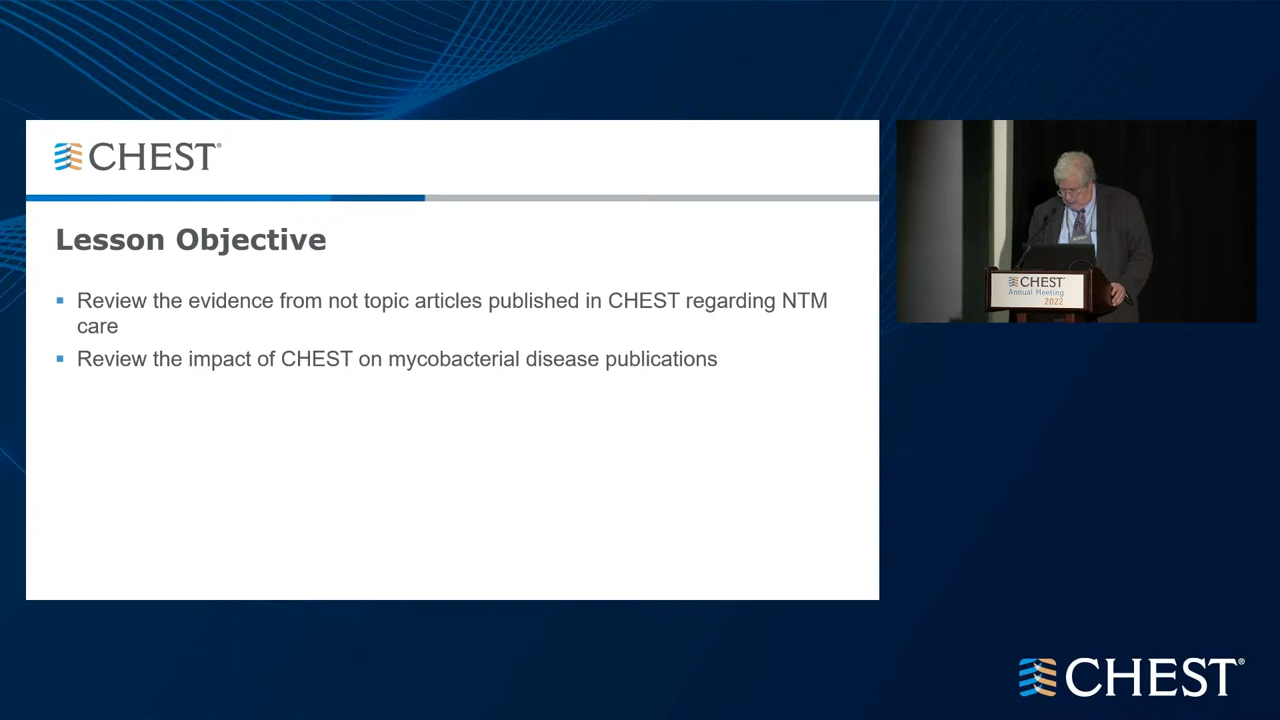 CHEST®
Lesson Objective
Review the evidence from not topic articles published in CHEST regarding NTM
care
Review the impact of CHEST on mycobacterial disease publications
CHEST
Annual Meeting
2022
CHEST®